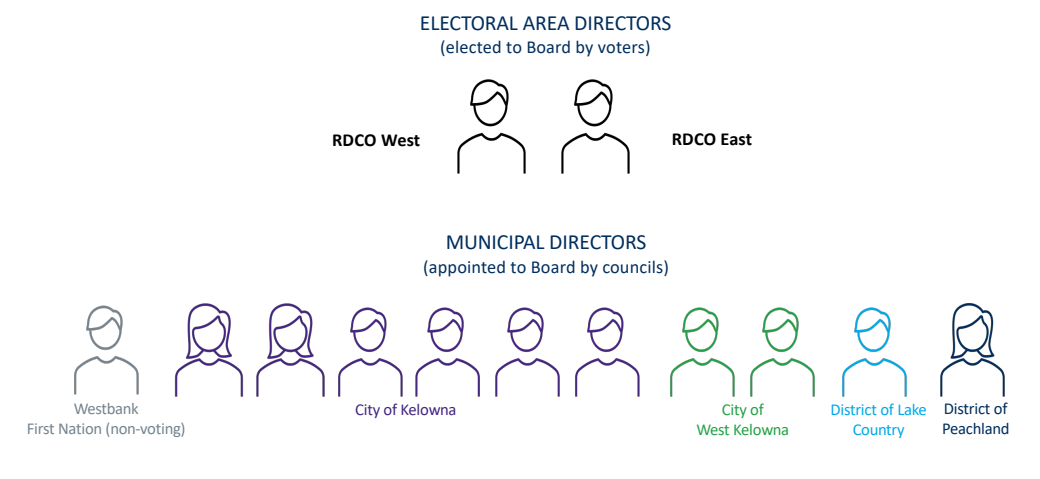 ELECTORAL AREA DIRECTORS
(elected to Board by voters)
RDCO West
RDCO East
MUNICIPAL DIRECTORS
(appointed to Board by councils)
Westbank
First Nation (non-voting)
City of Kelowna
City of
West Kelowna
District of Lake
Country
District of
Peachland